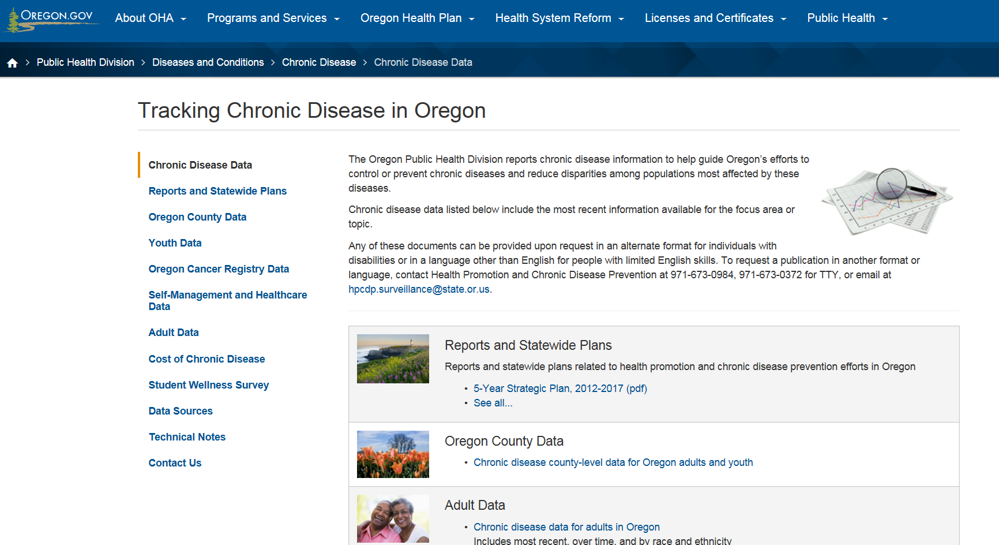 OREGON.GOV
About OHA
Programs and Services
Oregon Health Plan
Health System Reform
Licenses and Certificates
Public Health
Public Health Division > Diseases and Conditions > Chronic Disease > Chronic Disease Data
Tracking Chronic Disease in Oregon
Chronic Disease Data
Reports and Statewide Plans
Oregon County Data
Youth Data
Oregon Cancer Registry Data
Self-Management and Healthcare
Data
Adult Data
Cost of Chronic Disease
Student Wellness Survey
Data Sources
Technical Notes
Contact Us
The Oregon Public Health Division reports chronic disease information to help guide Oregon's efforts to
control or prevent chronic diseases and reduce disparities among populations most affected by these
diseases.
Chronic disease data listed below include the most recent information available for the focus area or
topic.
Any of these documents can be provided upon request in an alternate format for individuals with
disabilities or in a language other than English for people with limited English skills. To request a publication in another format or
language, contact Health Promotion and Chronic Disease Prevention at 971-673-0984, 971-673-0372 for TTY, or email at
hpcdp.surveillance@state.or.us.
Reports and Statewide Plans
Reports and statewide plans related to health promotion and chronic disease prevention efforts in Oregon
• 5-Year Strategic Plan, 2012-2017 (pdf)
• See all...
Oregon County Data
• Chronic disease county-level data for Oregon adults and youth
Adult Data
• Chronic disease data for adults in Oregon
Includes most recent, over time, and by race and ethnicity